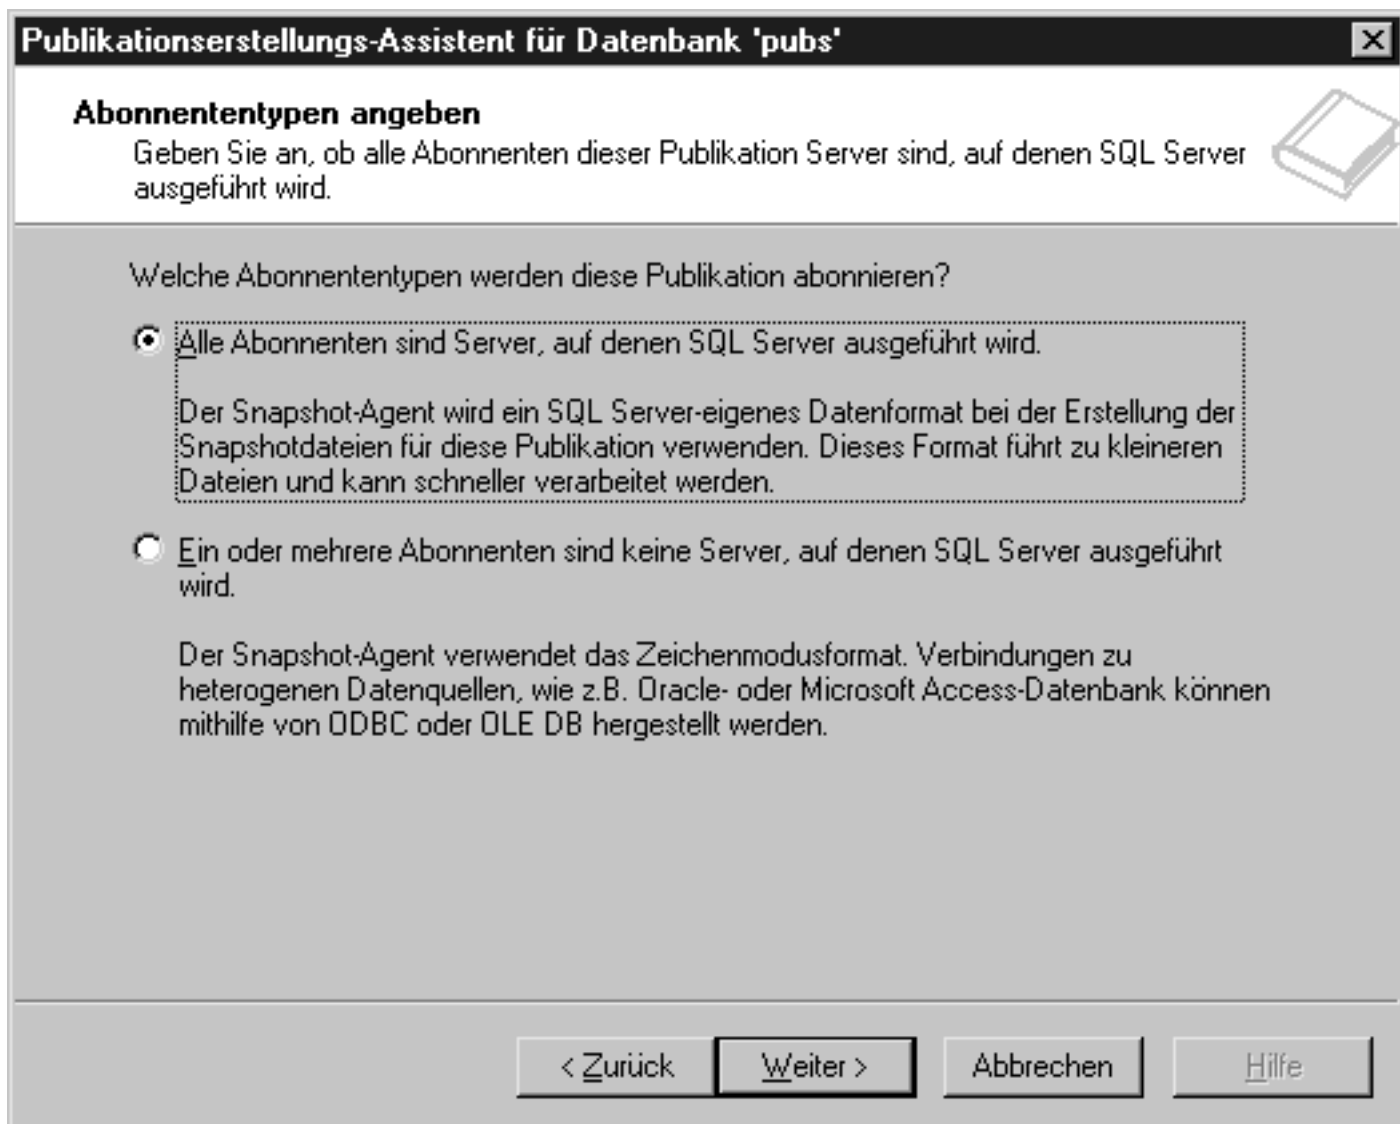 Publikationserstellungs-Assistent für Datenbank 'pubs'
Abonnententypen angeben
Geben Sie an, ob alle Abonnenten dieser Publikation Server sind, auf denen SQL Server
ausgeführt wird.
Welche Abonnententypen werden diese Publikation abonnieren?
Alle Abonnenten sind Server, auf denen SQL Server ausgeführt wird.
Der Snapshot-Agent wird ein SQL Server-eigenes Datenformat bei der Erstellung der
Snapshotdateien für diese Publikation verwenden. Dieses Format führt zu kleineren
Dateien und kann schneller verarbeitet werden.
Ein oder mehrere Abonnenten sind keine Server, auf denen SQL Server ausgeführt
wird.
Der Snapshot-Agent verwendet das Zeichenmodusformat. Verbindungen zu
heterogenen Datenquellen, wie z.B. Oracle- oder Microsoft Access-Datenbank können
mithilfe von ODBC oder OLE DB hergestellt werden.
< Zurück Weiter > Abbrechen Hilfe